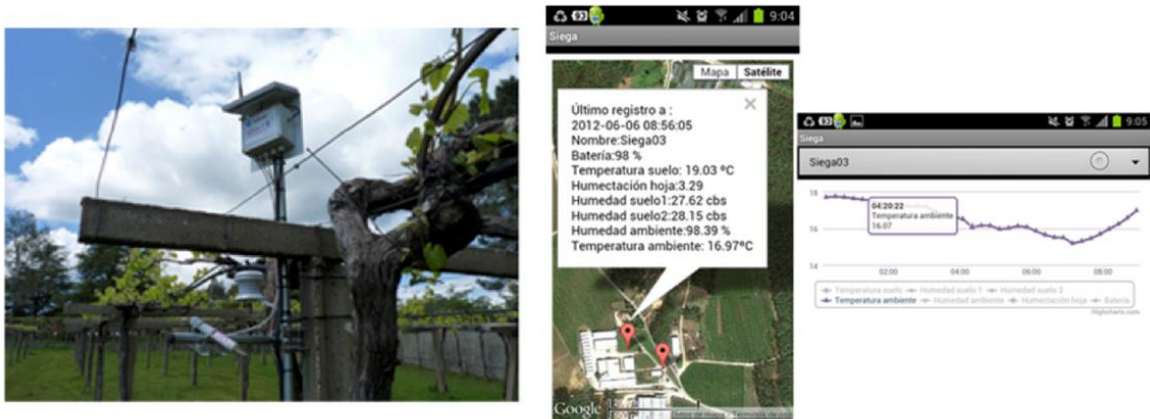 93
9:04
Siega
Mapa
Satélite
Último registro a :
2012-06-06 08:56:05
Nombre:Siega03
Batería:98 %
Temperatura suelo: 19.03 ºC
Humectación hoja:3.29
Humedad suelo1:27.62 cbs
Humedad suelo2:28.15 cbs
Humedad ambiente:98.39 %
Temperatura ambiente: 16.97ºC
Google
93
9:05
Siega
Siega03
18
16
14
04:20:22
Temperatura ambiente
16.07
02:00
04:00
06:00
08:00
Temperatura suelo Humedad suelo 1 Humedad suelo 2
Temperatura ambiente Humedad ambiente Humectación hoja Batería
Highcharts.com